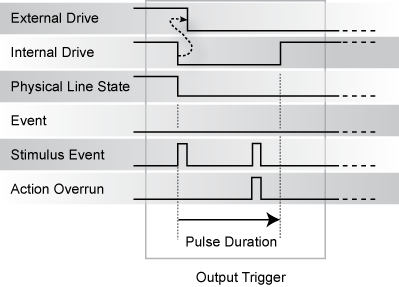 External Drive
Internal Drive
Physical Line State
Event
Stimulus Event
Action Overrun
Pulse Duration
Output Trigger